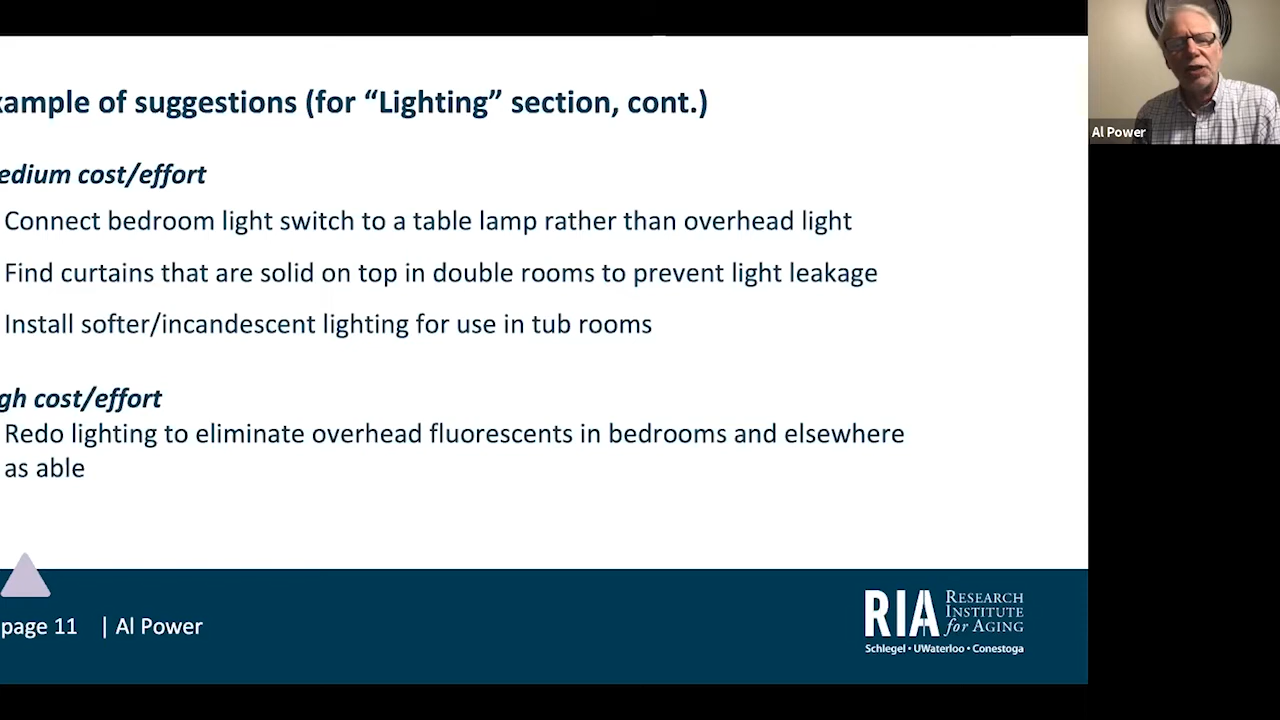 xample of suggestions (for “Lighting” section, cont.)
edium cost/effort
Connect bedroom light switch to a table lamp rather than overhead light
Find curtains that are solid on top in double rooms to prevent light leakage
Install softer/incandescent lighting for use in tub rooms
gh cost/effort
Redo lighting to eliminate overhead fluorescents in bedrooms and elsewhere
as able
page 11 | Al Power
RIA RESEARCH
INSTITUTE
for AGING
Schlegel • UWaterloo • Conestoga
Al Power